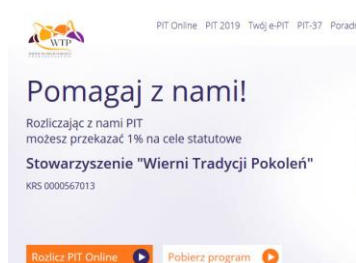 WTP
PIT Online PIT 2019 Twój e-PIT PIT-37 Porad
Pomagaj z nami!
Rozliczając z nami PIT
możesz przekazać 1% na cele statutowe
Stowarzyszenie "Wierni Tradycji Pokoleń"
KRS 0000567013
Rozlicz PIT Online
Pobierz program